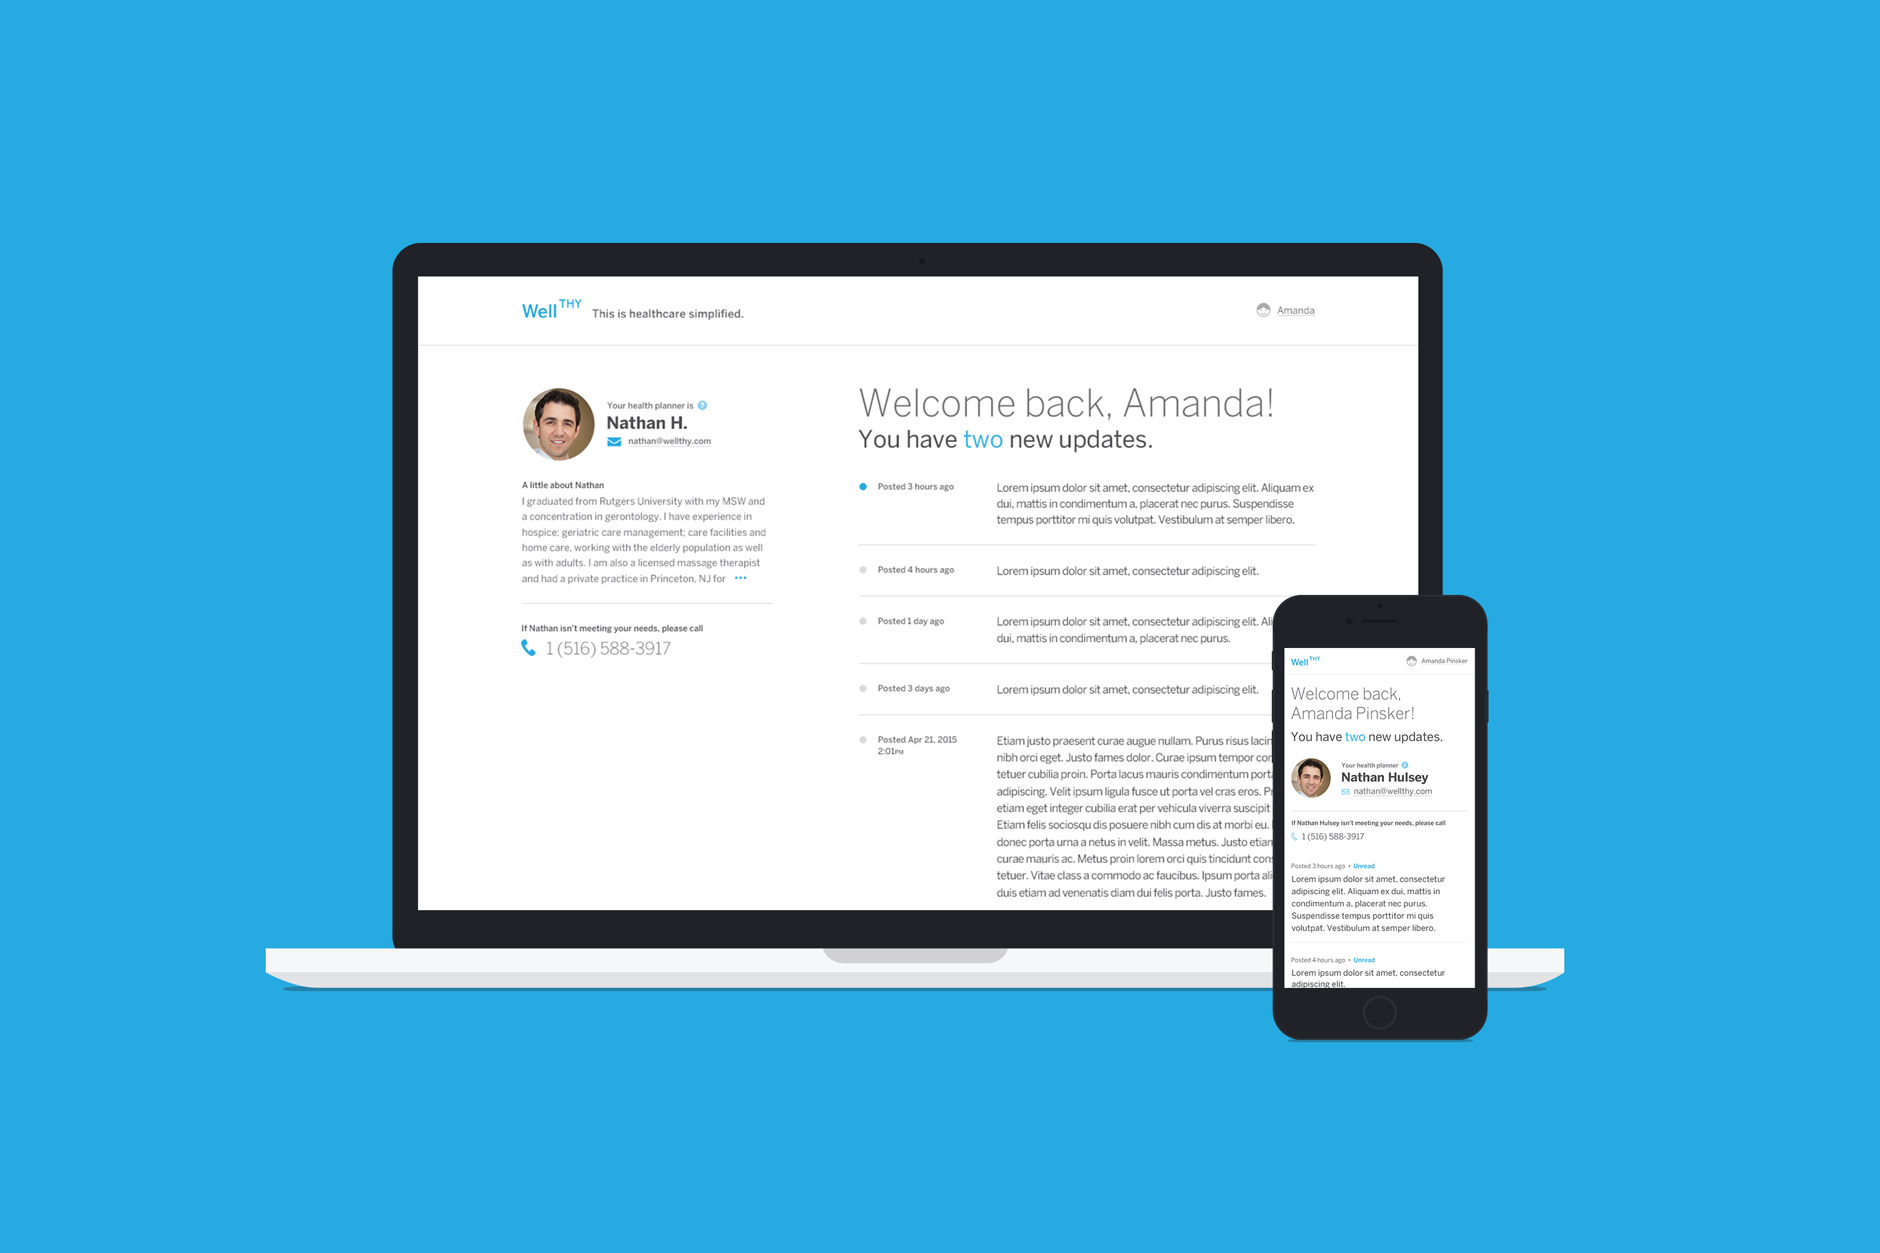 Well THY This is healthcare simplified.
Amanda
Your health planner is ?
Nathan H.
nathan@wellthy.com
A little about Nathan
I graduated from Rutgers University with my MSW and
a concentration in gerontology. I have experience in
hospice; geriatric care management; care facilities and
home care, working with the elderly population as well
as with adults. I am also a licensed massage therapist
and had a private practice in Princeton, NJ for •••
If Nathan isn't meeting your needs, please call
1 (516) 588-3917
Welcome back, Amanda!
You have two new updates.
Posted 3 hours ago
Lorem ipsum dolor sit amet, consectetur adipiscing elit. Aliquam ex
dui, mattis in condimentum a, placerat nec purus. Suspendisse
tempus porttitor mi quis volutpat. Vestibulum at semper libero.
Posted 4 hours ago
Lorem ipsum dolor sit amet, consectetur adipiscing elit.
Posted 1 day ago
Lorem ipsum dolor sit amet, consectetur adipiscing elit. Ali
dui, mattis in condimentum a, placerat nec purus.
Posted 3 days ago
Lorem ipsum dolor sit amet, consectetur adipiscing elit.
Posted Apr 21, 2015
2:01PM
Etiam justo praesent curae augue nullam. Purus risus lacin
nibh orci eget. Justo fames dolor. Curae ipsum tempor con
tetuer cubilia proin. Porta lacus mauris condimentum porta
adipiscing. Velit ipsum ligula fusce ut porta vel cras eros. Pr
etiam eget integer cubilia erat per vehicula viverra suscipit
Etiam felis sociosqu dis posuere nibh cum dis at morbi eu.
donec porta urna a netus in velit. Massa metus. Justo etian
curae mauris ac. Metus proin lorem orci quis tincidunt cons
tetuer. Vitae class a commodo ac faucibus. Ipsum porta ali
duis etiam ad venenatis diam dui felis porta. Justo fames.
Well THY
Amanda Pinsker
Welcome back,
Amanda Pinsker!
You have two new updates.
Your health planner
Nathan Hulsey
nathan@wellthy.com
If Nathan Hulsey isn't meeting your needs, please call
1 (516) 588-3917
Posted 3 hours ago • Unread
Lorem ipsum dolor sit amet, consectetur
adipiscing elit. Aliquam ex dui, mattis in
condimentum a, placerat nec purus.
Suspendisse tempus porttitor mi quis
volutpat. Vestibulum at semper libero.
Posted 4 hours ago • Unread
Lorem ipsum dolor sit amet, consectetur
adipiscing elit.